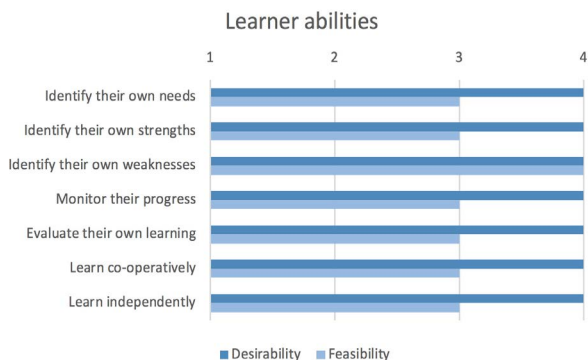 Learner abilities
1 2 3 4
Identify their own needs
Identify their own strengths
Identify their own weaknesses
Monitor their progress
Evaluate their own learning
Learn co-operatively
Learn independently
Desirability Feasibility